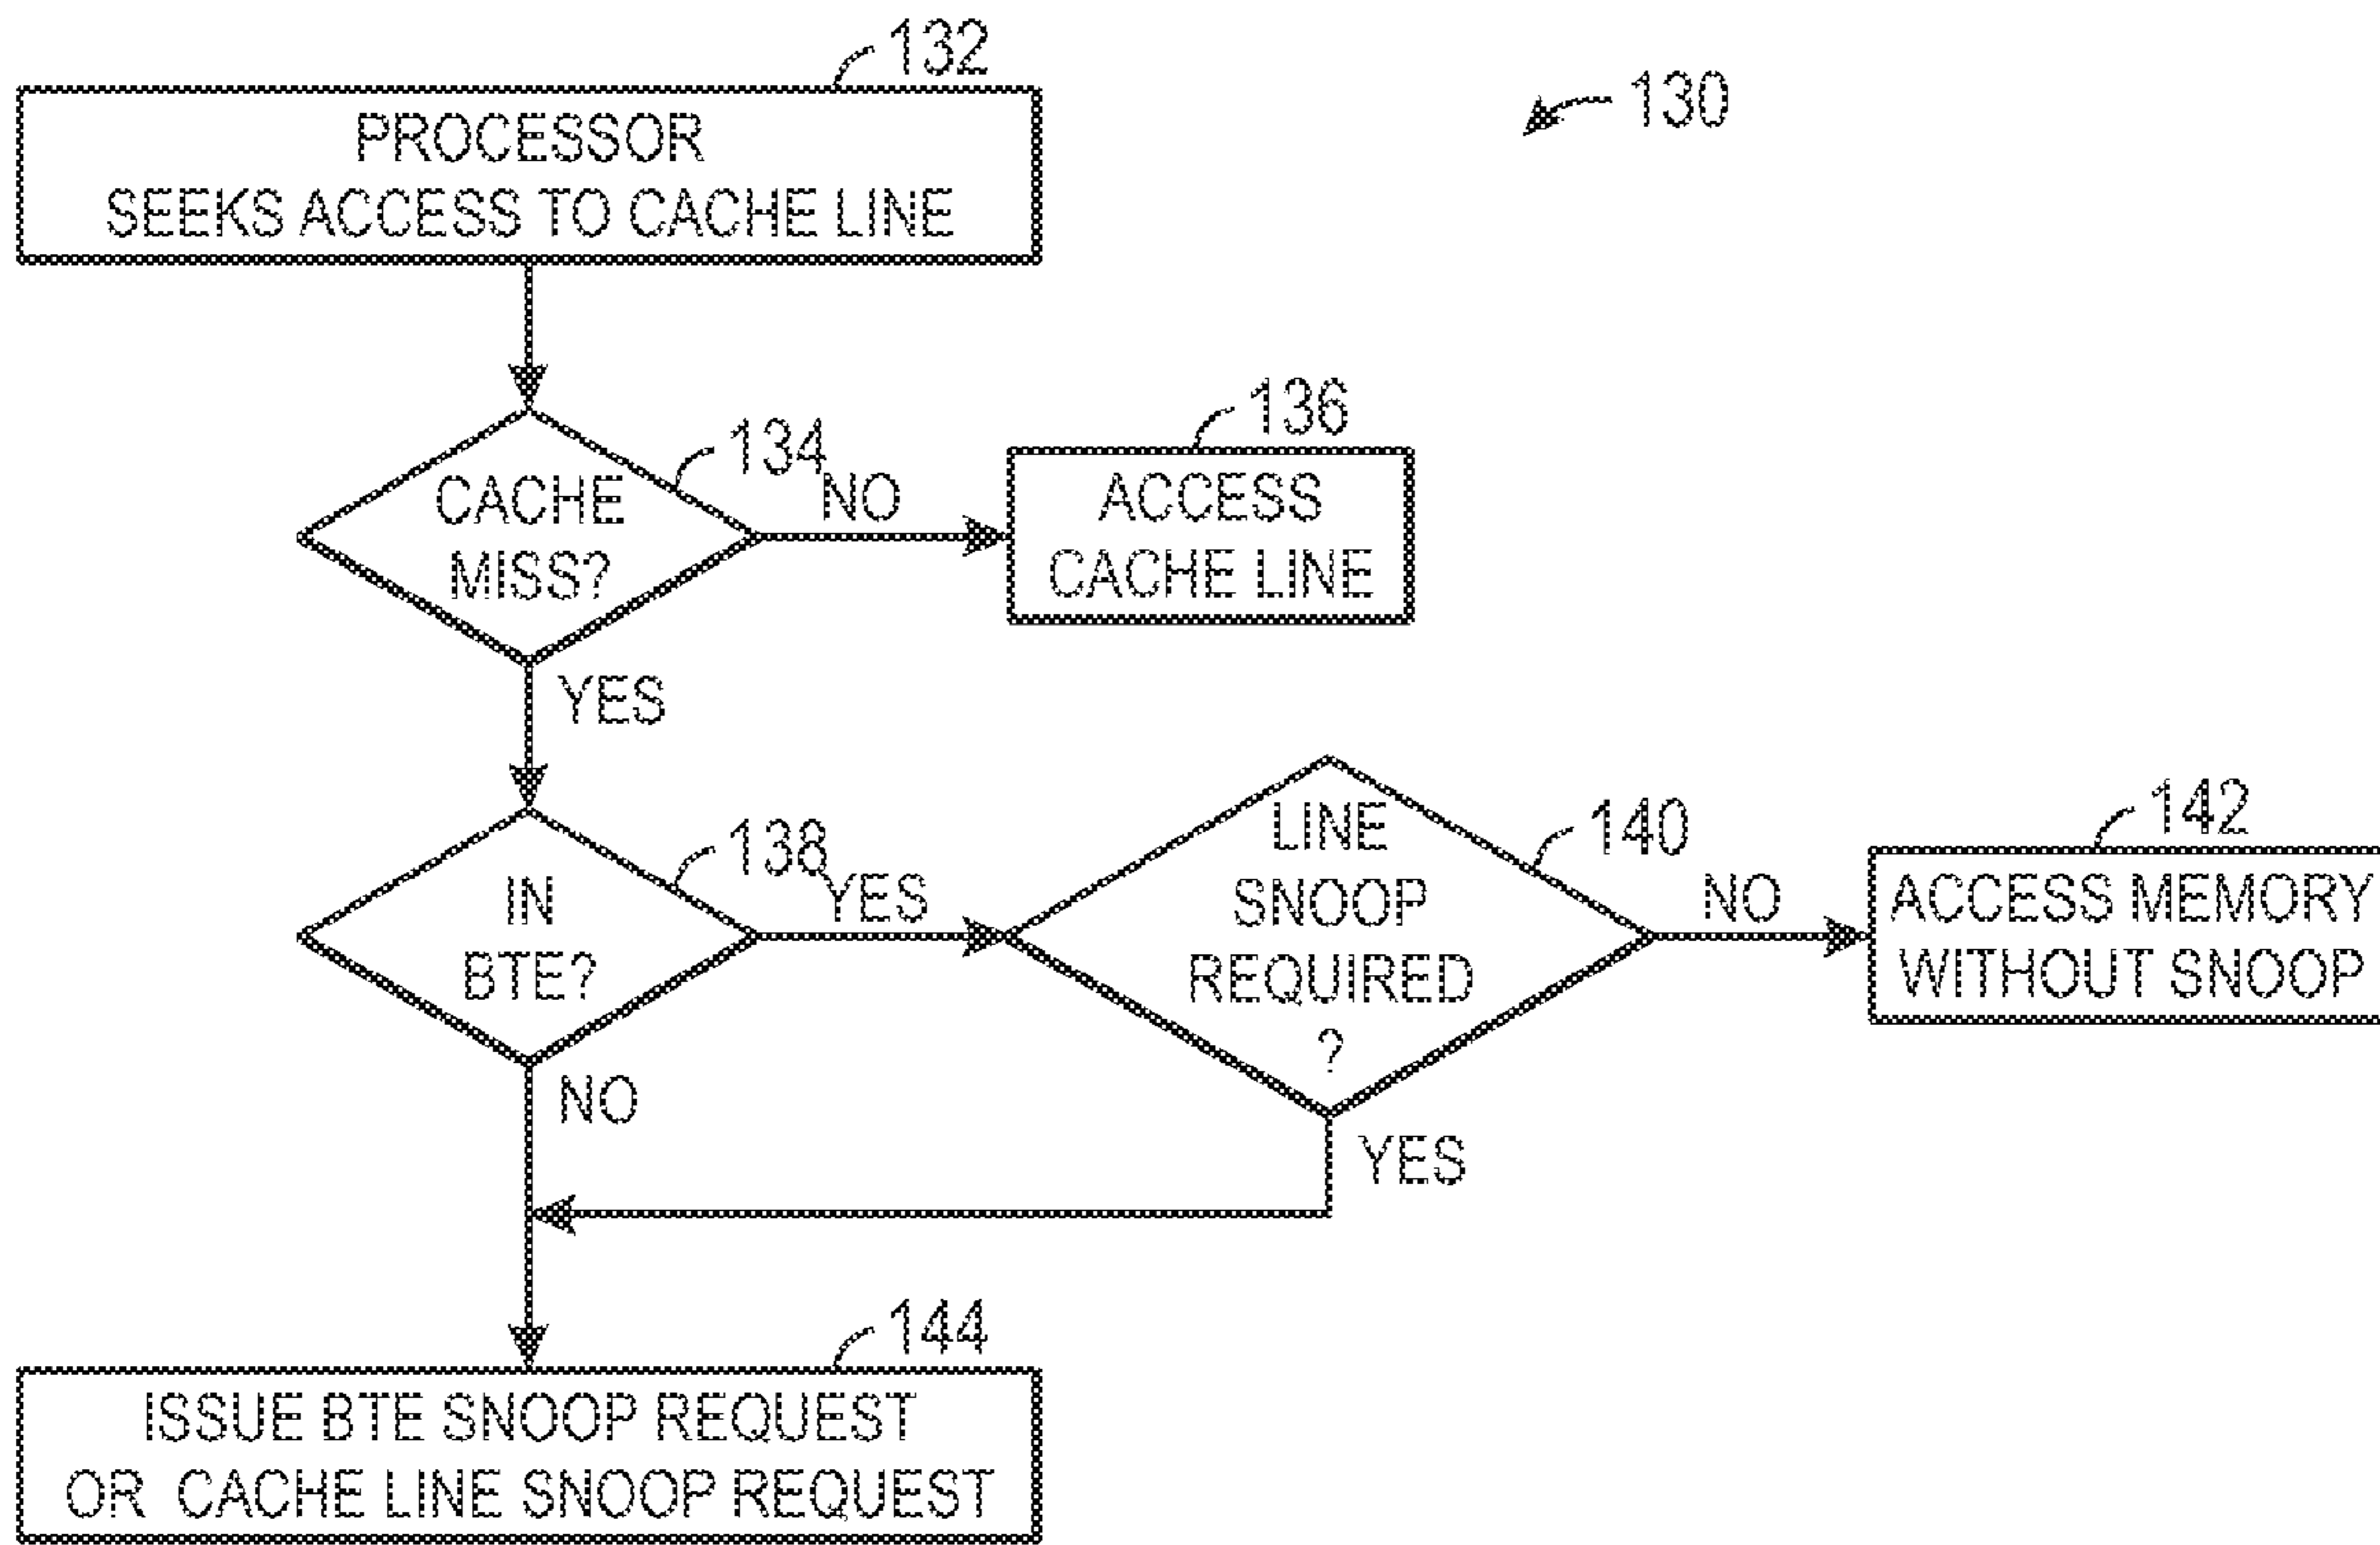 132
130
PROCESSOR
SEEKS ACCESS TO CACHE LINE
134
CACHE
MISS?
NO
136
ACCESS
CACHE LINE
YES
138
IN
BTE?
YES
140
LINE
SNOOP
REQUIRED
?
NO
142
ACCESS MEMORY
WITHOUT SNOOP
NO
YES
144
ISSUE BTE SNOOP REQUEST
OR CACHE LINE SNOOP REQUEST